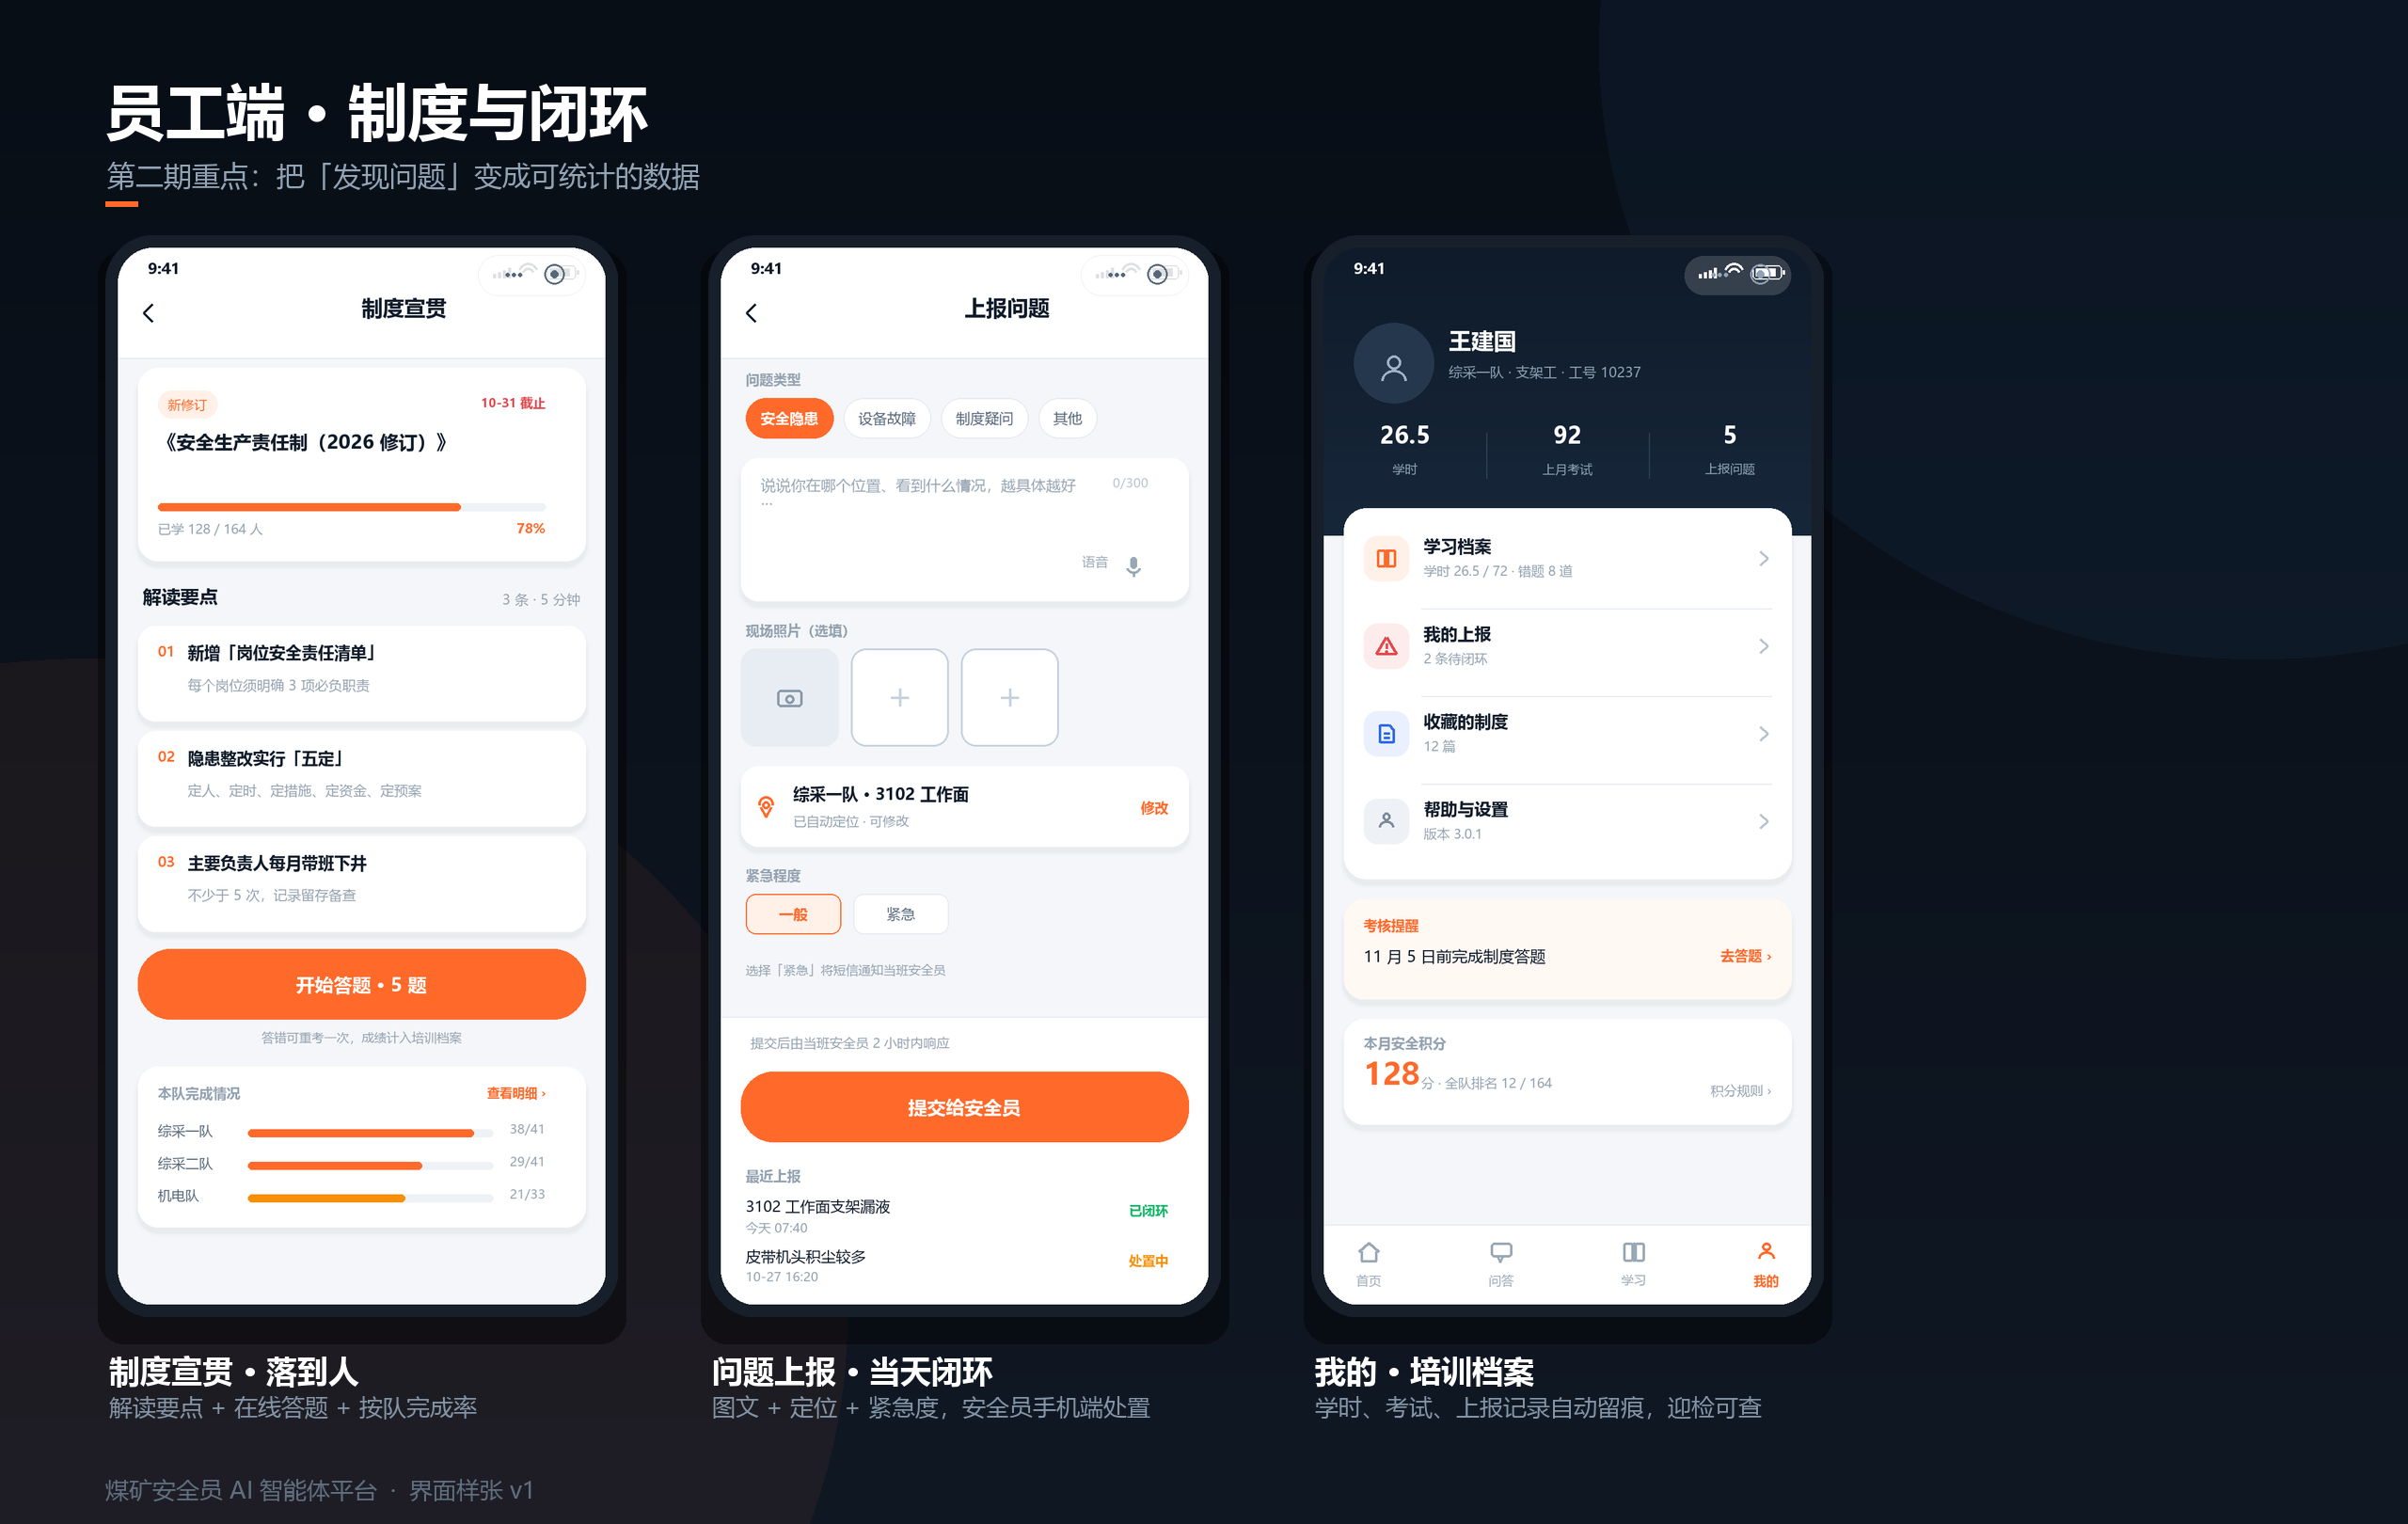 员工端 • 制度与闭环
第二期重点：把「发现问题」变成可统计的数据
9:41
制度宣贯
新修订
10-31 截止
《安全生产责任制（2026 修订）》
已学 128 / 164 人
78%
解读要点
3 条 · 5 分钟
01 新增「岗位安全责任清单」
每个岗位须明确 3 项必负职责
02 隐患整改实行「五定」
定人、定时、定措施、定资金、定预案
03 主要负责人每月带班下井
不少于 5 次，记录留存备查
开始答题 • 5 题
答错可重考一次，成绩计入培训档案
本队完成情况
查看明细 ›
综采一队 38/41
综采二队 29/41
机电队 21/33
制度宣贯 • 落到人
解读要点 + 在线答题 + 按队完成率
9:41
上报问题
问题类型
安全隐患 设备故障 制度疑问 其他
说说你在哪个位置、看到什么情况，越具体越好
…
0/300
语音
现场照片（选填）
综采一队 • 3102 工作面
已自动定位 · 可修改
修改
紧急程度
一般 紧急
选择「紧急」将短信通知当班安全员
提交后由当班安全员 2 小时内响应
提交给安全员
最近上报
3102 工作面支架漏液
今天 07:40
已闭环
皮带机头积尘较多
10-27 16:20
处置中
问题上报 • 当天闭环
图文 + 定位 + 紧急度，安全员手机端处置
9:41
王建国
综采一队 · 支架工 · 工号 10237
26.5 92 5
学时 上月考试 上报问题
学习档案
学时 26.5 / 72 · 错题 8 道
我的上报
2 条待闭环
收藏的制度
12 篇
帮助与设置
版本 3.0.1
考核提醒
11 月 5 日前完成制度答题
去答题 ›
本月安全积分
128分 · 全队排名 12 / 164
积分规则 ›
首页 问答 学习 我的
我的 • 培训档案
学时、考试、上报记录自动留痕，迎检可查
煤矿安全员 AI 智能体平台 · 界面样张 v1